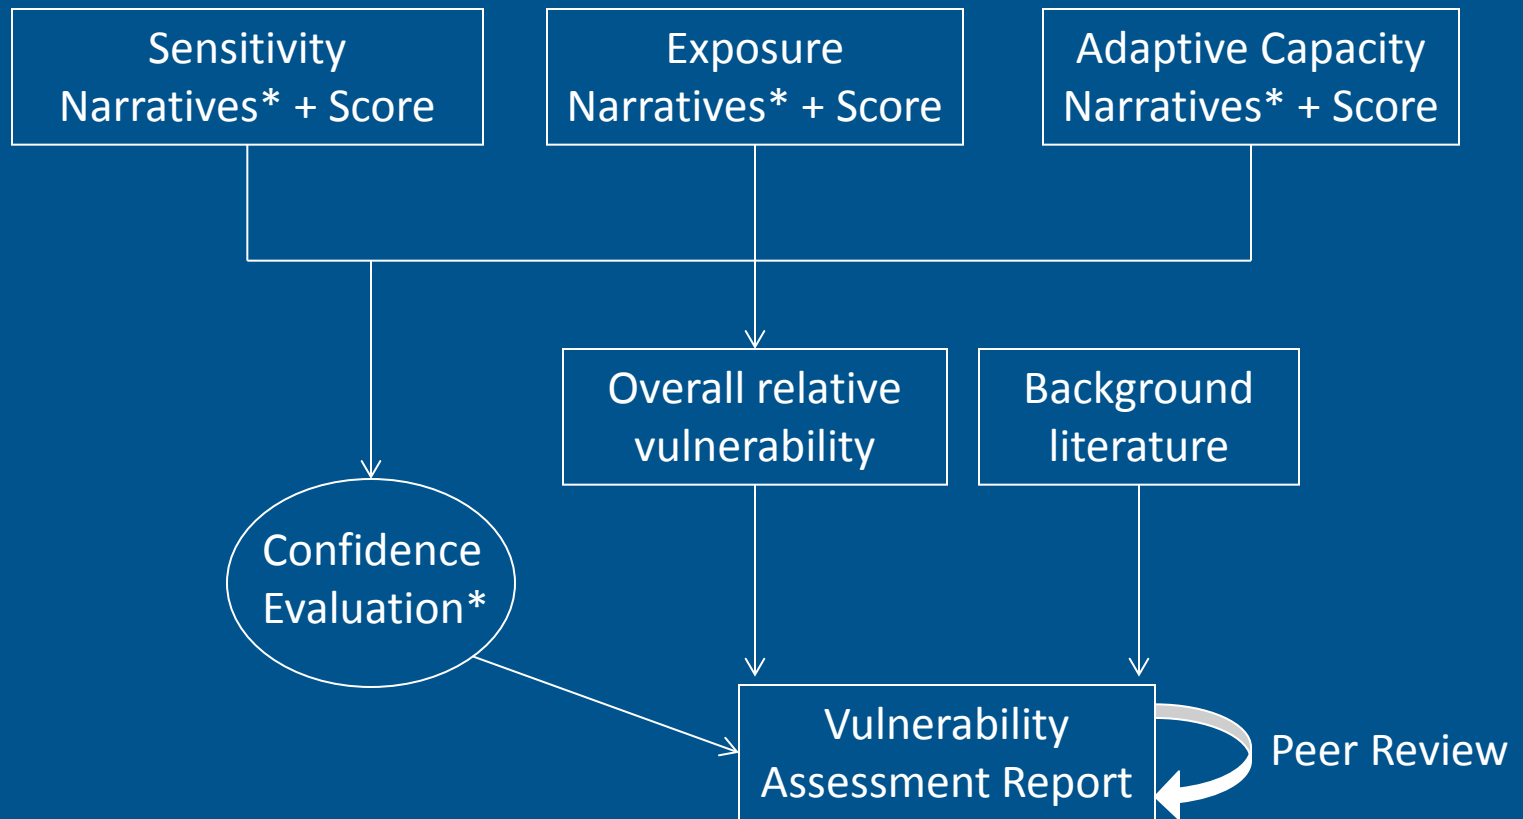 Sensitivity
Narratives* + Score
Exposure
Narratives* + Score
Adaptive Capacity
Narratives* + Score
Overall relative
vulnerability
Background
literature
Confidence
Evaluation*
Vulnerability
Assessment Report
Peer Review